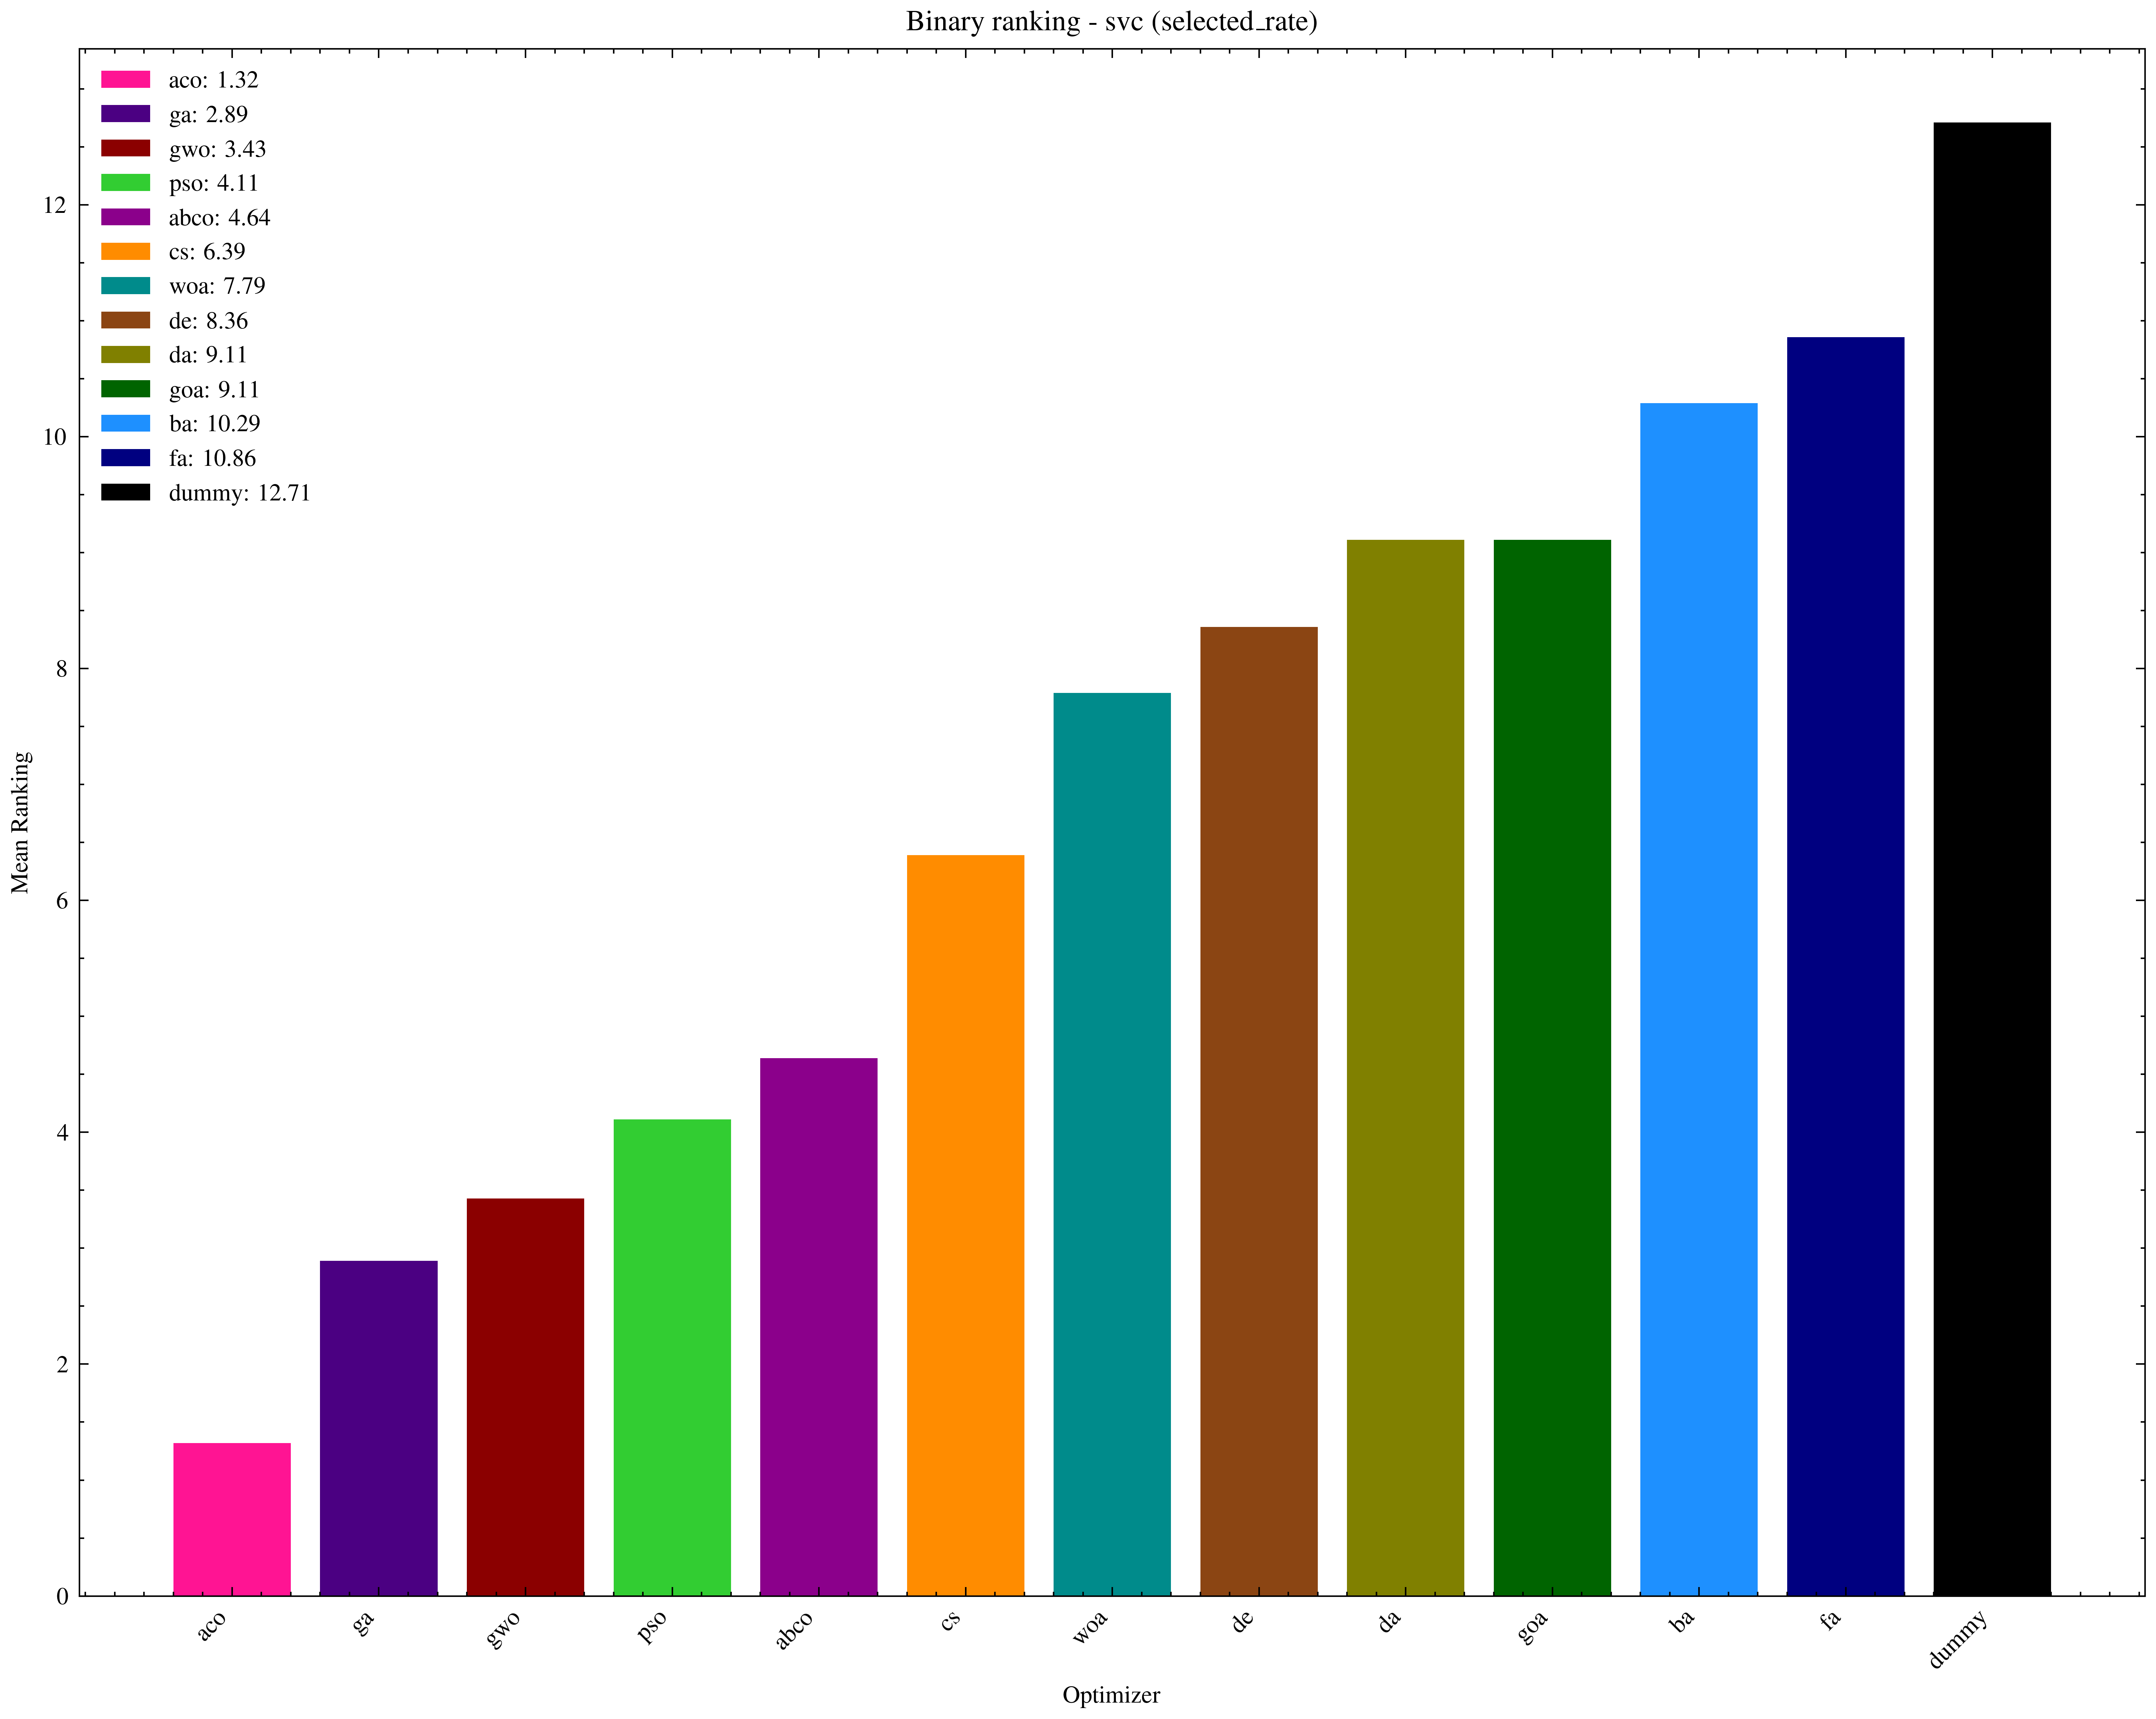 Binary ranking - svc (selected_rate)
aco: 1.32
ga: 2.89
gwo: 3.43
pso: 4.11
abco: 4.64
cs: 6.39
woa: 7.79
de: 8.36
da: 9.11
goa: 9.11
ba: 10.29
fa: 10.86
dummy: 12.71
Mean Ranking
12
10
8
6
4
2
0
aco
ga
gwo
pso
abco
cs
woa
de
da
goa
ba
fa
dummy
Optimizer